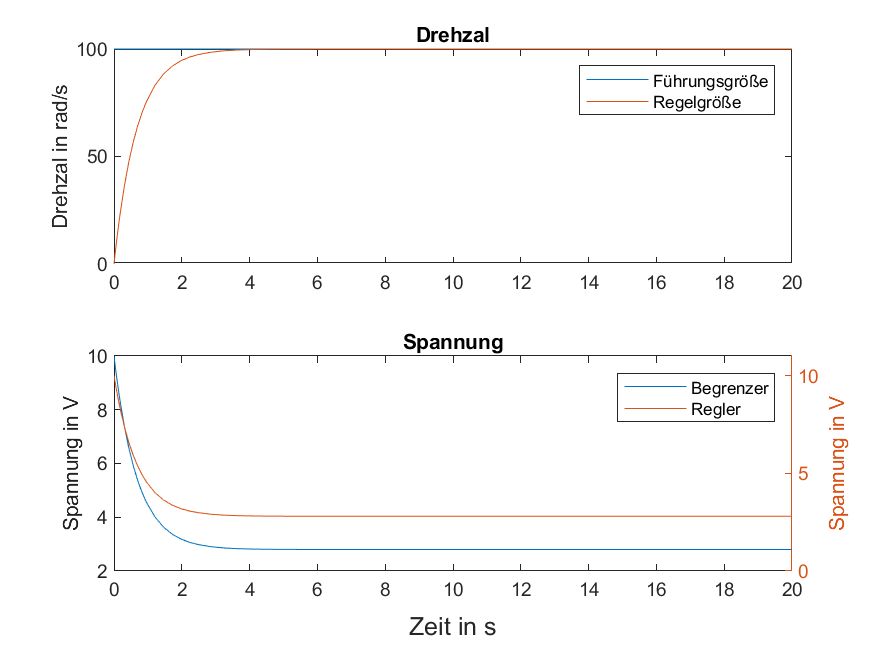 Drehzal
Drehzal in rad/s
100
50
0
Führungsgröße
Regelgröße
0 2 4 6 8 10 12 14 16 18 20
Spannung
Spannung in V
10
8
6
4
2
Begrenzer
Regler
10
5
0
Spannung in V
0 2 4 6 8 10 12 14 16 18 20
Zeit in s